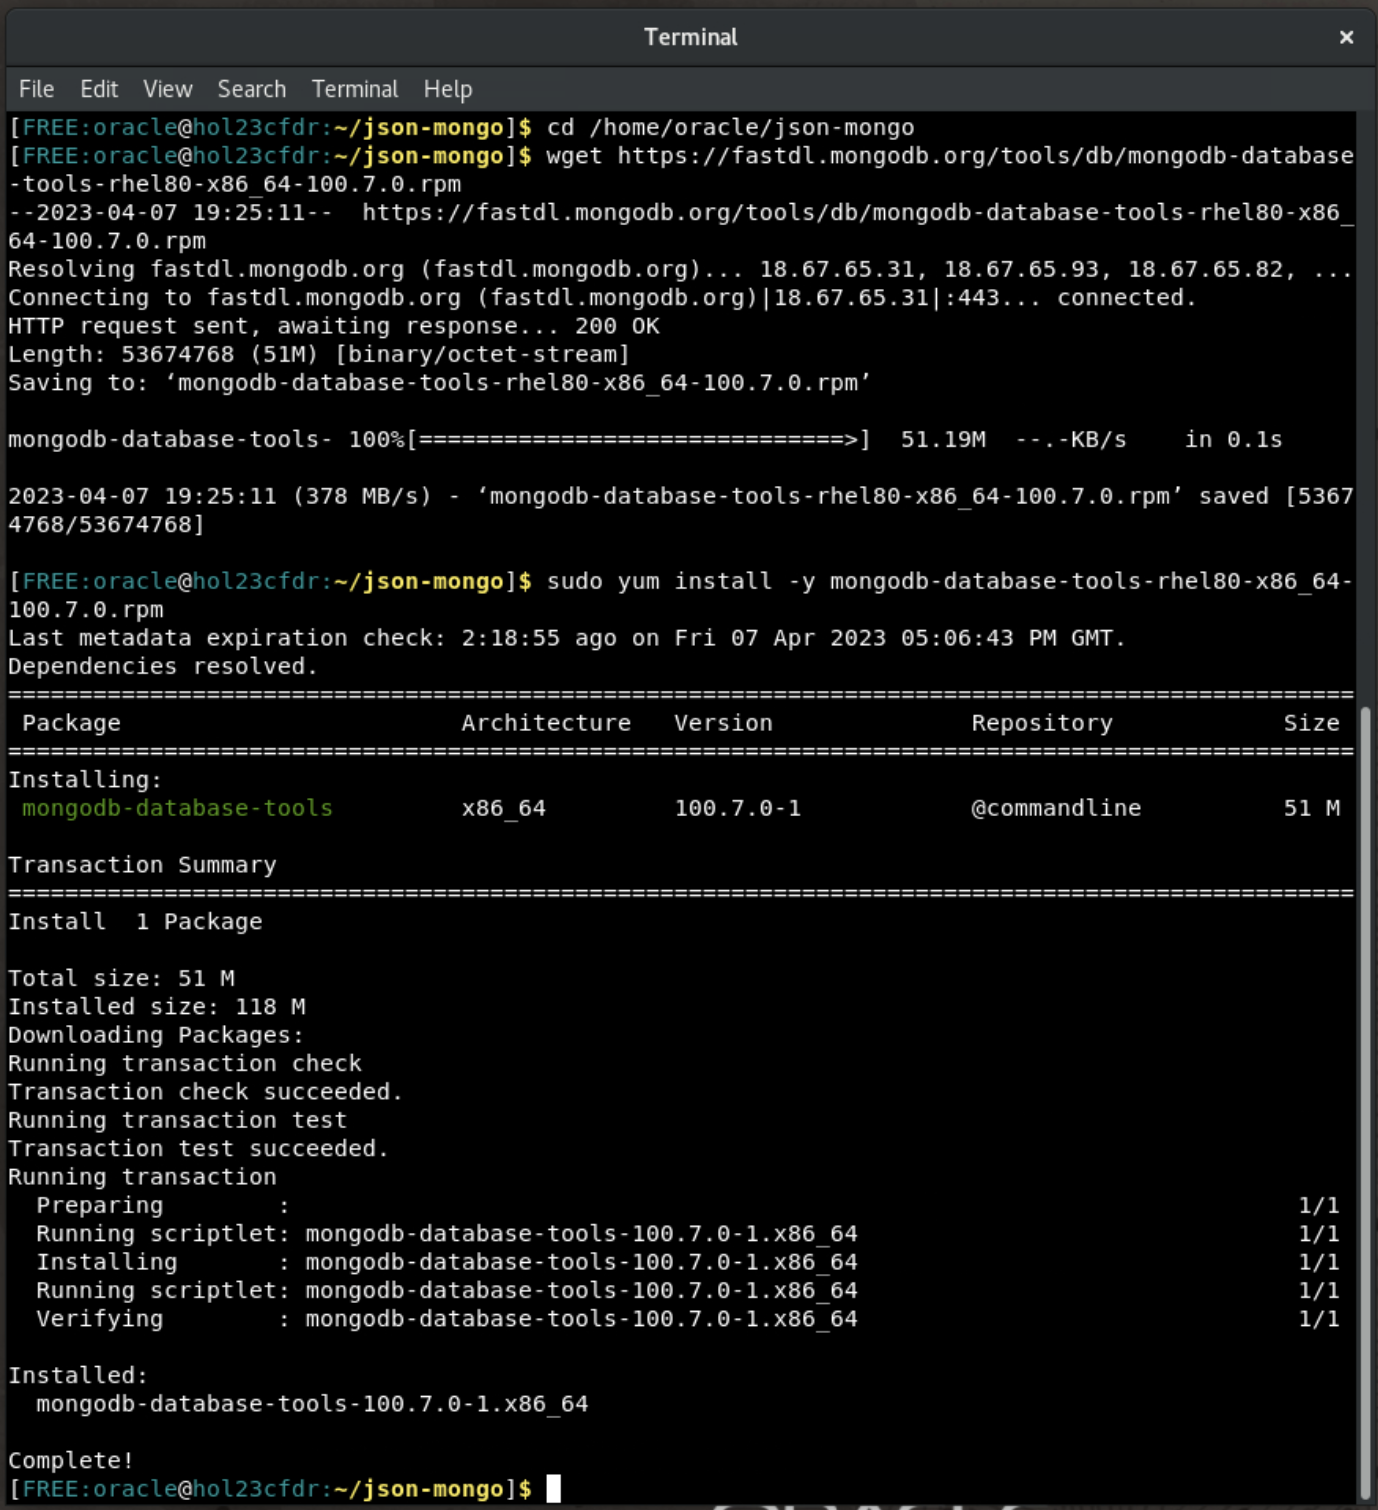 Terminal ×
File Edit View Search Terminal Help
[FREE:oracle@hol23cfdr:~/json-mongo]$ cd /home/oracle/json-mongo
[FREE:oracle@hol23cfdr:~/json-mongo]$ wget https://fastdl.mongodb.org/tools/db/mongodb-database
-tools-rhel80-x86_64-100.7.0.rpm
--2023-04-07 19:25:11--  https://fastdl.mongodb.org/tools/db/mongodb-database-tools-rhel80-x86_
64-100.7.0.rpm
Resolving fastdl.mongodb.org (fastdl.mongodb.org)... 18.67.65.31, 18.67.65.93, 18.67.65.82, ...
Connecting to fastdl.mongodb.org (fastdl.mongodb.org)|18.67.65.31|:443... connected.
HTTP request sent, awaiting response... 200 OK
Length: 53674768 (51M) [binary/octet-stream]
Saving to: ‘mongodb-database-tools-rhel80-x86_64-100.7.0.rpm’
mongodb-database-tools- 100%[==============================>]  51.19M  --.-KB/s    in 0.1s
2023-04-07 19:25:11 (378 MB/s) - ‘mongodb-database-tools-rhel80-x86_64-100.7.0.rpm’ saved [5367
4768/53674768]
[FREE:oracle@hol23cfdr:~/json-mongo]$ sudo yum install -y mongodb-database-tools-rhel80-x86_64-
100.7.0.rpm
Last metadata expiration check: 2:18:55 ago on Fri 07 Apr 2023 05:06:43 PM GMT.
Dependencies resolved.
===============================================================================================
 Package                        Architecture   Version              Repository            Size
===============================================================================================
Installing:
 mongodb-database-tools         x86_64         100.7.0-1            @commandline          51 M
Transaction Summary
===============================================================================================
Install  1 Package
Total size: 51 M
Installed size: 118 M
Downloading Packages:
Running transaction check
Transaction check succeeded.
Running transaction test
Transaction test succeeded.
Running transaction
  Preparing        :                                                                       1/1
  Running scriptlet: mongodb-database-tools-100.7.0-1.x86_64                               1/1
  Installing       : mongodb-database-tools-100.7.0-1.x86_64                               1/1
  Running scriptlet: mongodb-database-tools-100.7.0-1.x86_64                               1/1
  Verifying        : mongodb-database-tools-100.7.0-1.x86_64                               1/1
Installed:
  mongodb-database-tools-100.7.0-1.x86_64
Complete!
[FREE:oracle@hol23cfdr:~/json-mongo]$